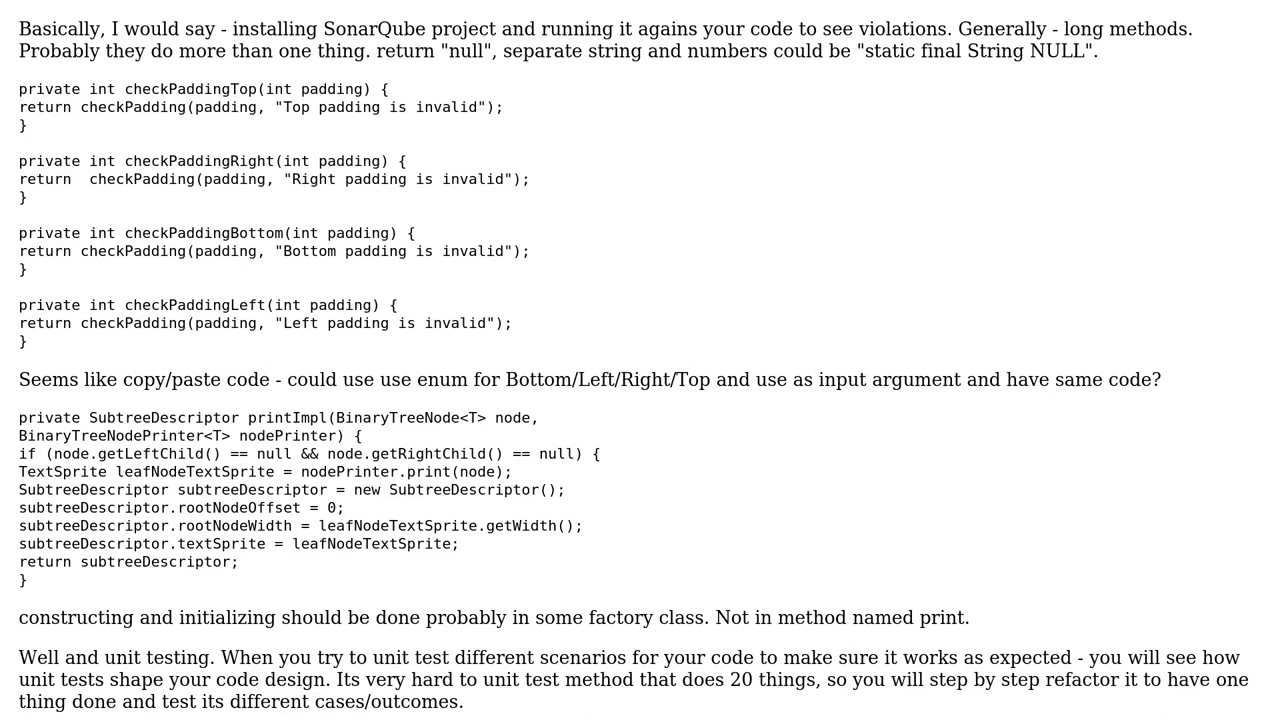 Basically, I would say - installing SonarQube project and running it agains your code to see violations. Generally - long methods.
Probably they do more than one thing. return "null", separate string and numbers could be "static final String NULL".
private int checkPaddingTop(int padding) {
return checkPadding(padding, "Top padding is invalid");
}
private int checkPaddingRight(int padding) {
return  checkPadding(padding, "Right padding is invalid");
}
private int checkPaddingBottom(int padding) {
return checkPadding(padding, "Bottom padding is invalid");
}
private int checkPaddingLeft(int padding) {
return checkPadding(padding, "Left padding is invalid");
}
Seems like copy/paste code - could use use enum for Bottom/Left/Right/Top and use as input argument and have same code?
private SubtreeDescriptor printImpl(BinaryTreeNode<T> node,
BinaryTreeNodePrinter<T> nodePrinter) {
if (node.getLeftChild() == null && node.getRightChild() == null) {
TextSprite leafNodeTextSprite = nodePrinter.print(node);
SubtreeDescriptor subtreeDescriptor = new SubtreeDescriptor();
subtreeDescriptor.rootNodeOffset = 0;
subtreeDescriptor.rootNodeWidth = leafNodeTextSprite.getWidth();
subtreeDescriptor.textSprite = leafNodeTextSprite;
return subtreeDescriptor;
}
constructing and initializing should be done probably in some factory class. Not in method named print.
Well and unit testing. When you try to unit test different scenarios for your code to make sure it works as expected - you will see how
unit tests shape your code design. Its very hard to unit test method that does 20 things, so you will step by step refactor it to have one
thing done and test its different cases/outcomes.